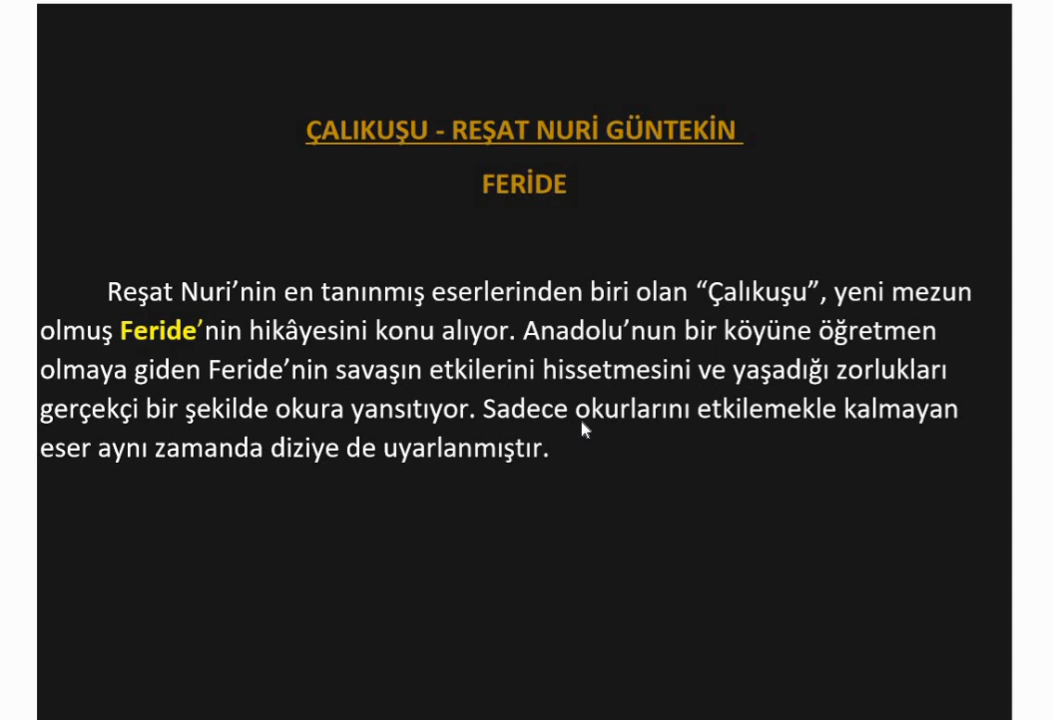 ÇALIKUŞU - REŞAT NURİ GÜNTEKİN
FERİDE
Reşat Nuri’nin en tanınmış eserlerinden biri olan “Çalıkuşu”, yeni mezun
olmuş Feride’nin hikâyesini konu alıyor. Anadolu’nun bir köyüne öğretmen
olmaya giden Feride’nin savaşın etkilerini hissetmesini ve yaşadığı zorlukları
gerçekçi bir şekilde okura yansıtıyor. Sadece okurlarını etkilemekle kalmayan
eser aynı zamanda diziye de uyarlanmıştır.